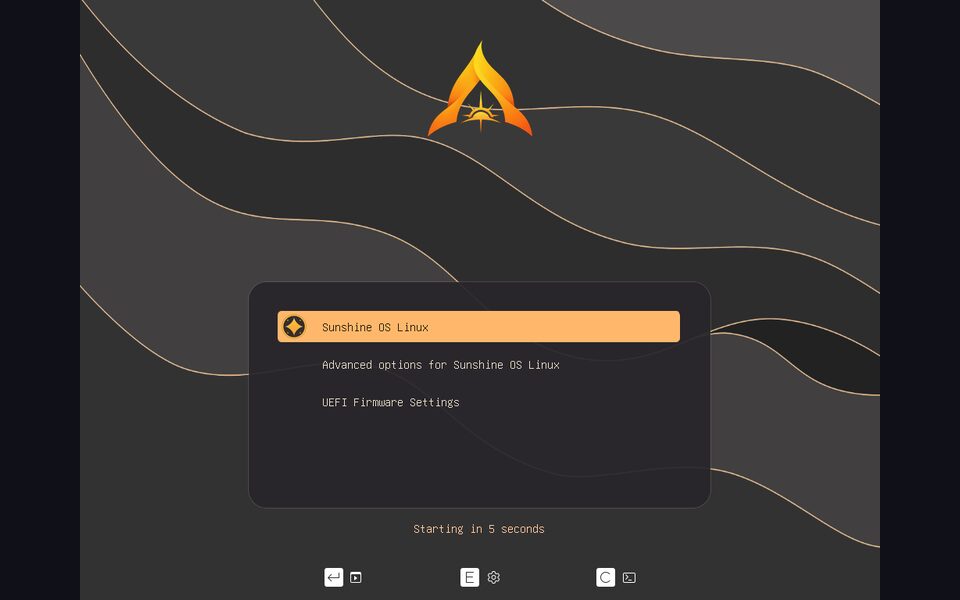 Sunshine OS Linux
Advanced options for Sunshine OS Linux
UEFI Firmware Settings
Starting in 5 seconds
E
C